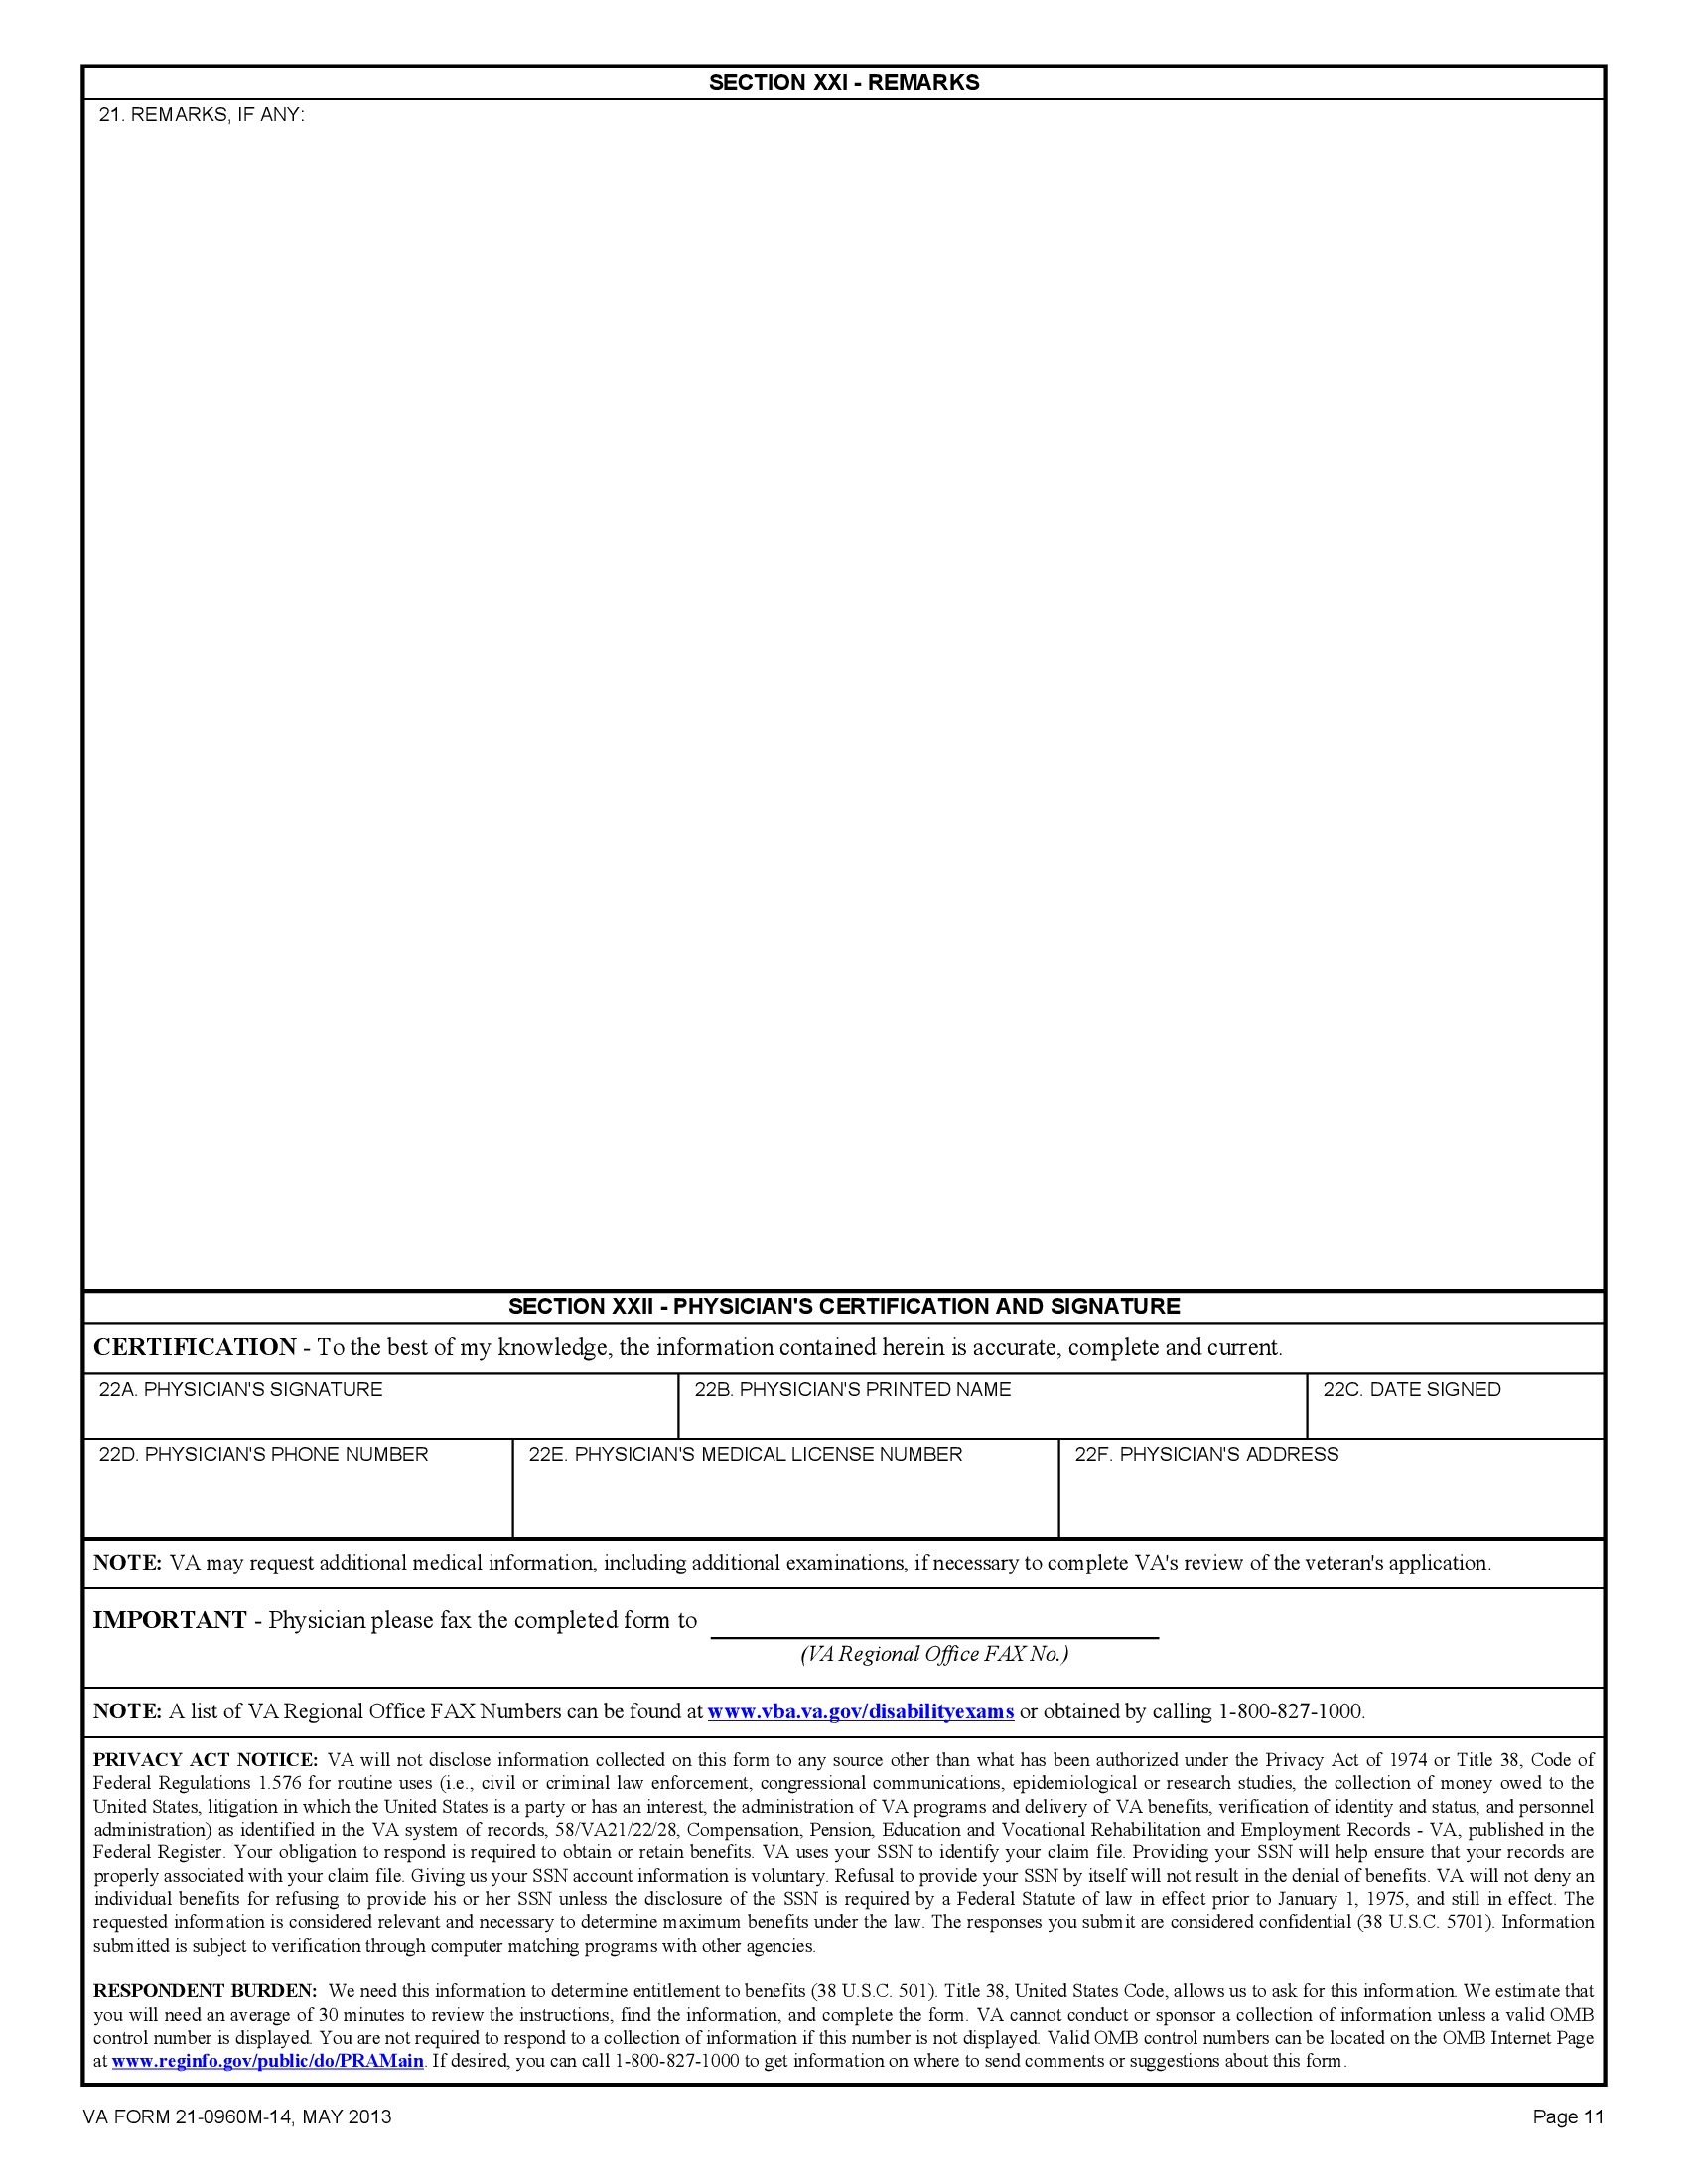 SECTION XXI - REMARKS
21. REMARKS, IF ANY:
SECTION XXII - PHYSICIAN'S CERTIFICATION AND SIGNATURE
CERTIFICATION - To the best of my knowledge, the information contained herein is accurate, complete and current.
22A. PHYSICIAN'S SIGNATURE
22B. PHYSICIAN'S PRINTED NAME
22C. DATE SIGNED
22D. PHYSICIAN'S PHONE NUMBER
22E. PHYSICIAN'S MEDICAL LICENSE NUMBER
22F. PHYSICIAN'S ADDRESS
NOTE: VA may request additional medical information, including additional examinations, if necessary to complete VA's review of the veteran's application.
IMPORTANT - Physician please fax the completed form to
(VA Regional Office FAX No.)
NOTE: A list of VA Regional Office FAX Numbers can be found at www.vba.va.gov/disabilityexams or obtained by calling 1-800-827-1000.
PRIVACY ACT NOTICE: VA will not disclose information collected on this form to any source other than what has been authorized under the Privacy Act of 1974 or Title 38, Code of
Federal Regulations 1.576 for routine uses (i.e., civil or criminal law enforcement, congressional communications, epidemiological or research studies, the collection of money owed to the
United States, litigation in which the United States is a party or has an interest, the administration of VA programs and delivery of VA benefits, verification of identity and status, and personnel
administration) as identified in the VA system of records, 58/VA21/22/28, Compensation, Pension, Education and Vocational Rehabilitation and Employment Records - VA, published in the
Federal Register. Your obligation to respond is required to obtain or retain benefits. VA uses your SSN to identify your claim file. Providing your SSN will help ensure that your records are
properly associated with your claim file. Giving us your SSN account information is voluntary. Refusal to provide your SSN by itself will not result in the denial of benefits. VA will not deny an
individual benefits for refusing to provide his or her SSN unless the disclosure of the SSN is required by a Federal Statute of law in effect prior to January 1, 1975, and still in effect. The
requested information is considered relevant and necessary to determine maximum benefits under the law. The responses you submit are considered confidential (38 U.S.C. 5701). Information
submitted is subject to verification through computer matching programs with other agencies.
RESPONDENT BURDEN: We need this information to determine entitlement to benefits (38 U.S.C. 501). Title 38, United States Code, allows us to ask for this information. We estimate that
you will need an average of 30 minutes to review the instructions, find the information, and complete the form. VA cannot conduct or sponsor a collection of information unless a valid OMB
control number is displayed. You are not required to respond to a collection of information if this number is not displayed. Valid OMB control numbers can be located on the OMB Internet Page
at www.reginfo.gov/public/do/PRAMain. If desired, you can call 1-800-827-1000 to get information on where to send comments or suggestions about this form.
VA FORM 21-0960M-14, MAY 2013
Page 11